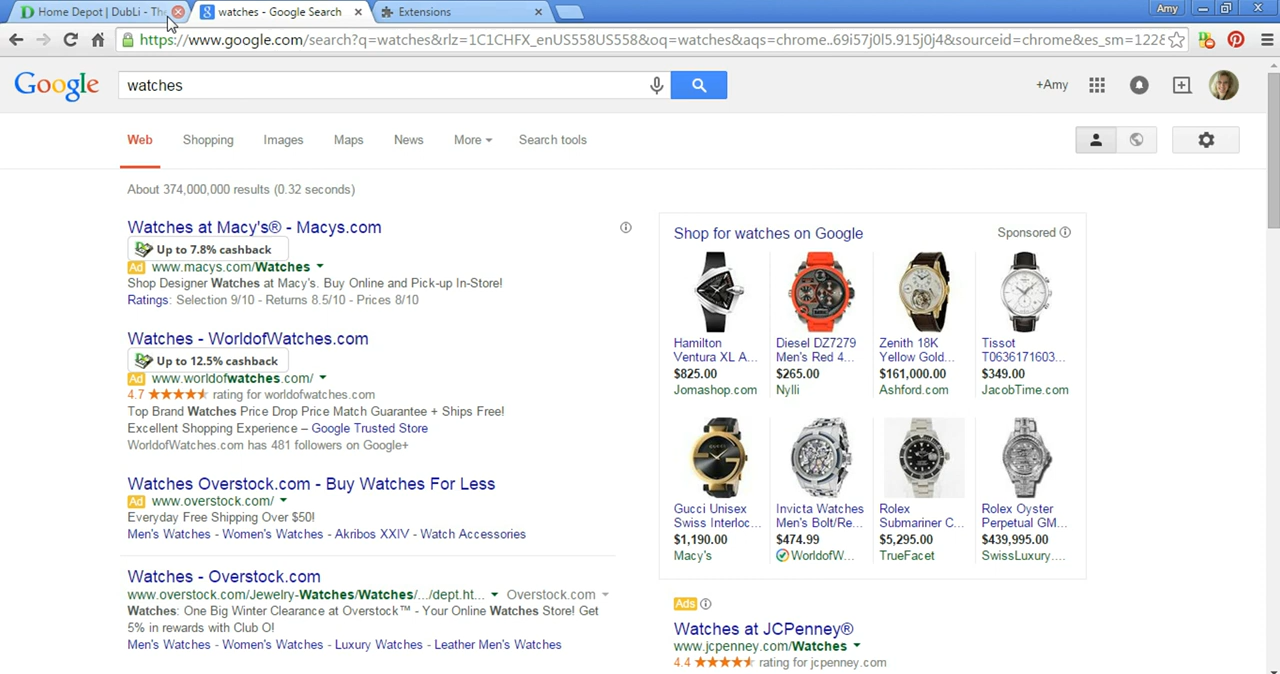 Home Depot | DubLi - The
watches - Google Search
Extensions
Amy
https://www.google.com/search?q=watches&rlz=1C1CHFX_enUS558US558&oq=watches&aqs=chrome..69i57j0l5.915j0j4&sourceid=chrome&es_sm=122&
Google
watches
+Amy
Web
Shopping
Images
Maps
News
More
Search tools
About 374,000,000 results (0.32 seconds)
Watches at Macy's® - Macys.com
Up to 7.8% cashback
Ad www.macys.com/Watches
Shop Designer Watches at Macy's. Buy Online and Pick-up In-Store!
Ratings: Selection 9/10 - Returns 8.5/10 - Prices 8/10
Watches - WorldofWatches.com
Up to 12.5% cashback
Ad www.worldofwatches.com/
4.7 ★★★★★ rating for worldofwatches.com
Top Brand Watches Price Drop Price Match Guarantee + Ships Free!
Excellent Shopping Experience – Google Trusted Store
WorldofWatches.com has 481 followers on Google+
Watches Overstock.com - Buy Watches For Less
Ad www.overstock.com/
Everyday Free Shipping Over $50!
Men's Watches - Women's Watches - Akribos XXIV - Watch Accessories
Watches - Overstock.com
www.overstock.com/Jewelry-Watches/Watches/.../dept.ht... Overstock.com
Watches: One Big Winter Clearance at Overstock™ - Your Online Watches Store! Get
5% in rewards with Club O!
Men's Watches - Women's Watches - Luxury Watches - Leather Men's Watches
Shop for watches on Google
Sponsored
Hamilton
Ventura XL A...
$825.00
Jomashop.com
Diesel DZ7279
Men's Red 4...
$265.00
Nylli
Zenith 18K
Yellow Gold...
$161,000.00
Ashford.com
Tissot
T0636171603...
$349.00
JacobTime.com
Gucci Unisex
Swiss Interloc...
$1,190.00
Macy's
Invicta Watches
Men's Bolt/Re...
$474.99
WorldofW...
Rolex
Submariner C...
$5,295.00
TrueFacet
Rolex Oyster
Perpetual GM...
$439,995.00
SwissLuxury....
Ads
Watches at JCPenney®
www.jcpenney.com/Watches
4.4 ★★★★★ rating for jcpenney.com